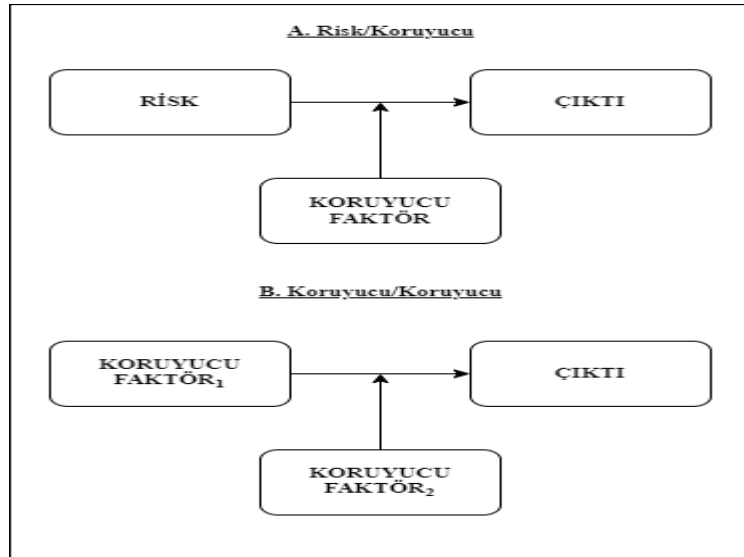 A. Risk/Koruyucu
RİSK
ÇIKTI
KORUYUCU
FAKTÖR
B. Koruyucu/Koruyucu
KORUYUCU
FAKTÖR₁
ÇIKTI
KORUYUCU
FAKTÖR₂